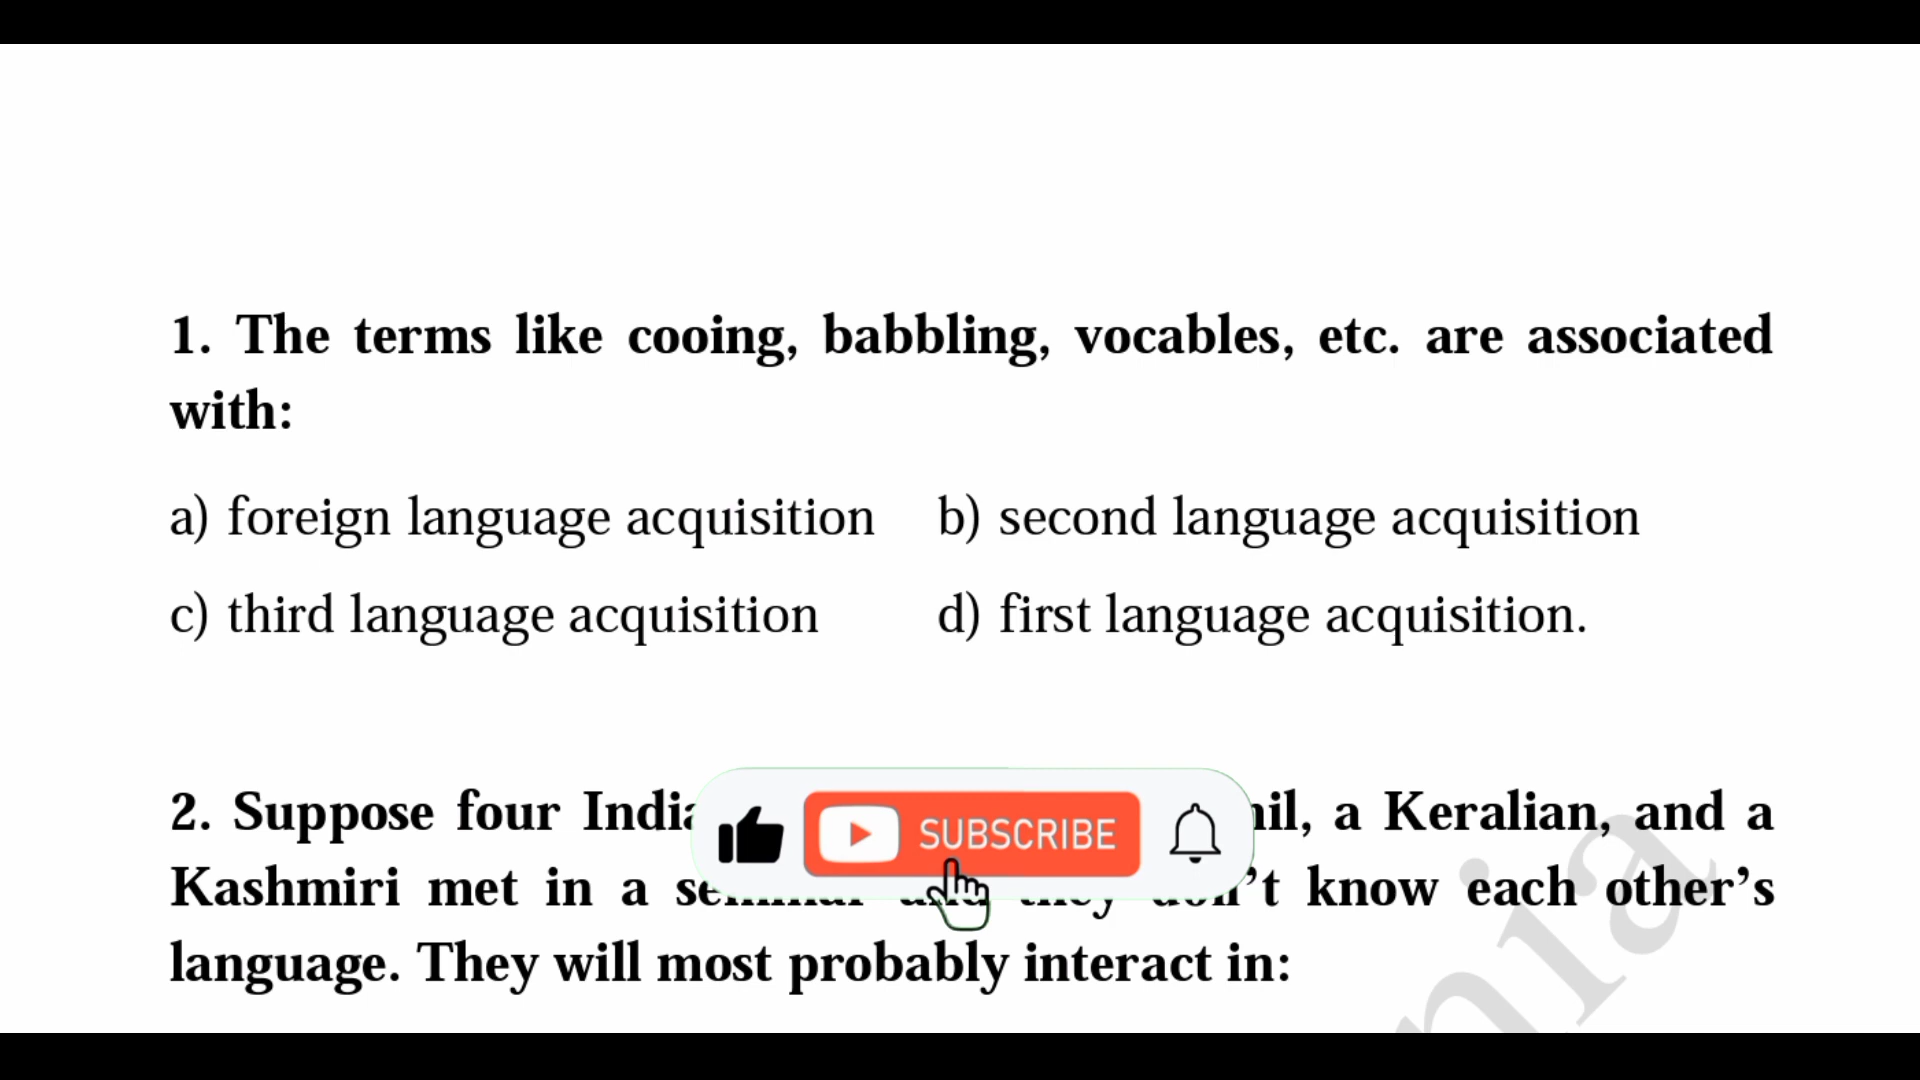 1. The terms like cooing, babbling, vocables, etc. are associated
with:
a) foreign language acquisition b) second language acquisition
c) third language acquisition d) first language acquisition.
2. Suppose four a Keralian, and a
SUBSCRIBE
Kashmiri met in a know each other’s
language. They will most probably interact in: